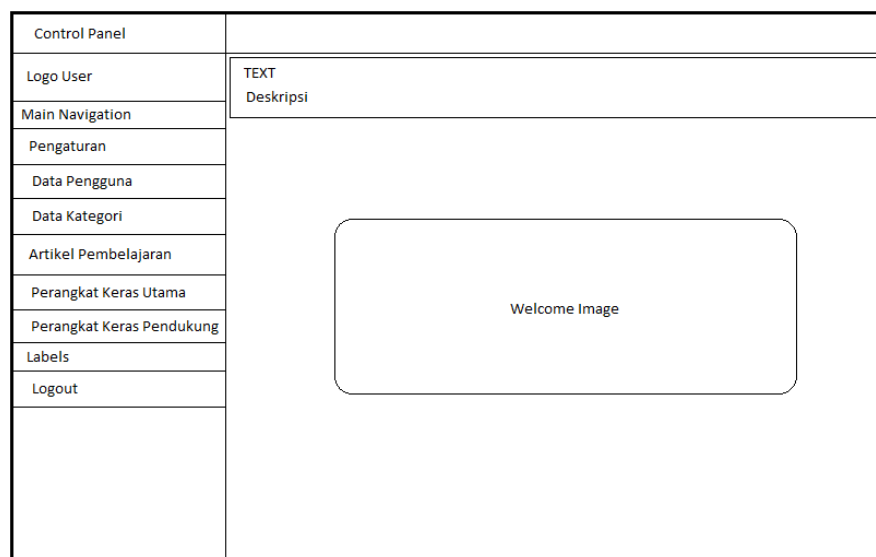 Control Panel
Logo User
Main Navigation
Pengaturan
Data Pengguna
Data Kategori
Artikel Pembelajaran
Perangkat Keras Utama
Perangkat Keras Pendukung
Labels
Logout
TEXT
Deskripsi
Welcome Image